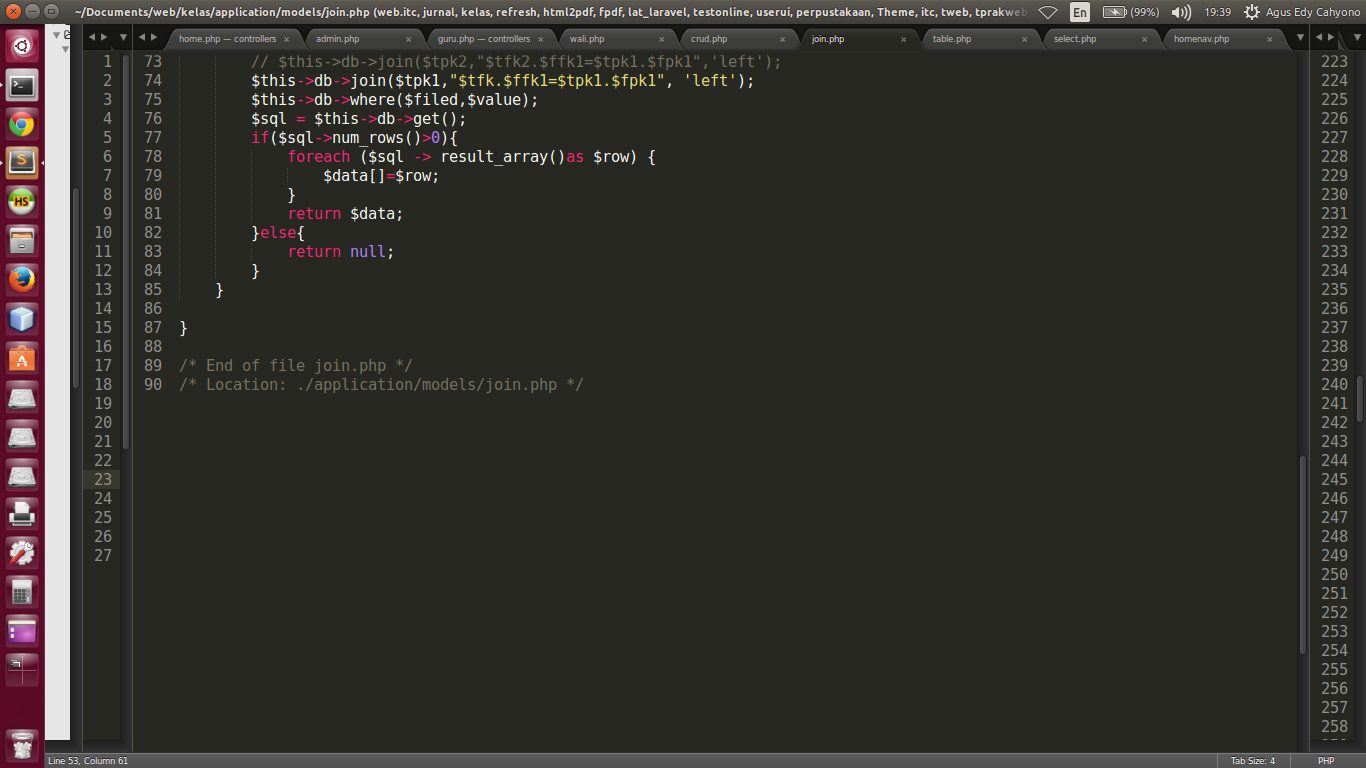 ~/Documents/web/kelas/application/models/join.php (web.itc, jurnal, kelas, refresh, html2pdf, fpdf, lat_laravel, testonline, userui, perpustakaan, Theme, itc, tweb, tprakweb
En
(99%)
19:39
Agus Edy Cahyono
home.php — controllers
admin.php
guru.php — controllers
wali.php
crud.php
join.php
table.php
select.php
homenav.php
1 73 // $this->db->join($tpk2,"$tfk2.$ffk1=$tpk1.$fpk1",'left'); 223
2 74 $this->db->join($tpk1,"$tfk.$ffk1=$tpk1.$fpk1", 'left'); 224
3 75 $this->db->where($filed,$value); 225
4 76 $sql = $this->db->get(); 226
5 77 if($sql->num_rows()>0){ 227
6 78 foreach ($sql -> result_array()as $row) { 228
7 79 $data[]=$row; 229
8 80 } 230
9 81 return $data; 231
10 82 }else{ 232
11 83 return null; 233
12 84 } 234
13 85 } 235
14 86 236
15 87 } 237
16 88 238
17 89 /* End of file join.php */ 239
18 90 /* Location: ./application/models/join.php */ 240
19 241
20 242
21 243
22 244
23 245
24 246
25 247
26 248
27 249
250
251
252
253
254
255
256
257
258
HS
Line 53, Column 61
Tab Size: 4
PHP